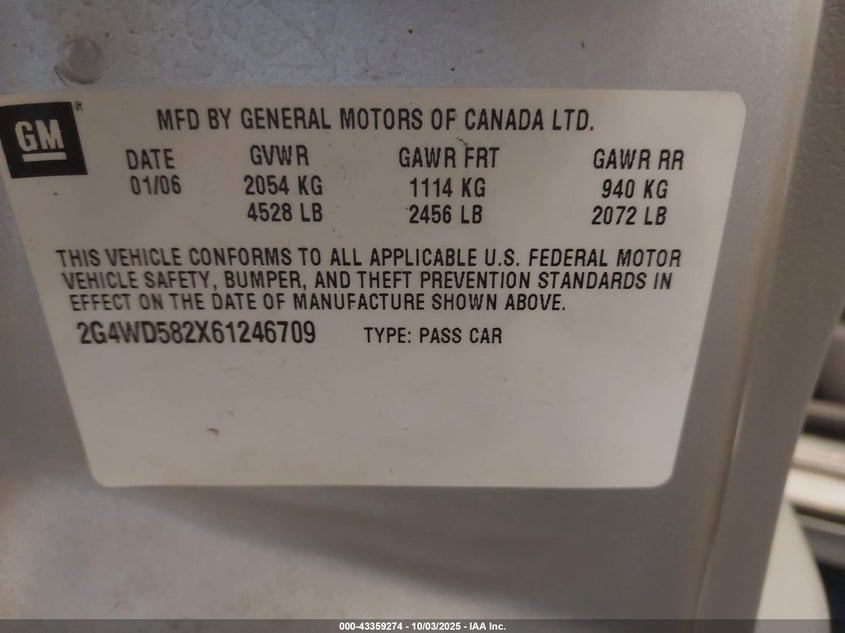 GM®
MFD BY GENERAL MOTORS OF CANADA LTD.
DATE GVWR GAWR FRT GAWR RR
01/06 2054 KG 1114 KG 940 KG
4528 LB 2456 LB 2072 LB
THIS VEHICLE CONFORMS TO ALL APPLICABLE U.S. FEDERAL MOTOR
VEHICLE SAFETY, BUMPER, AND THEFT PREVENTION STANDARDS IN
EFFECT ON THE DATE OF MANUFACTURE SHOWN ABOVE.
2G4WD582X61246709 TYPE: PASS CAR
000-43359274 - 10/03/2025 - IAA Inc.